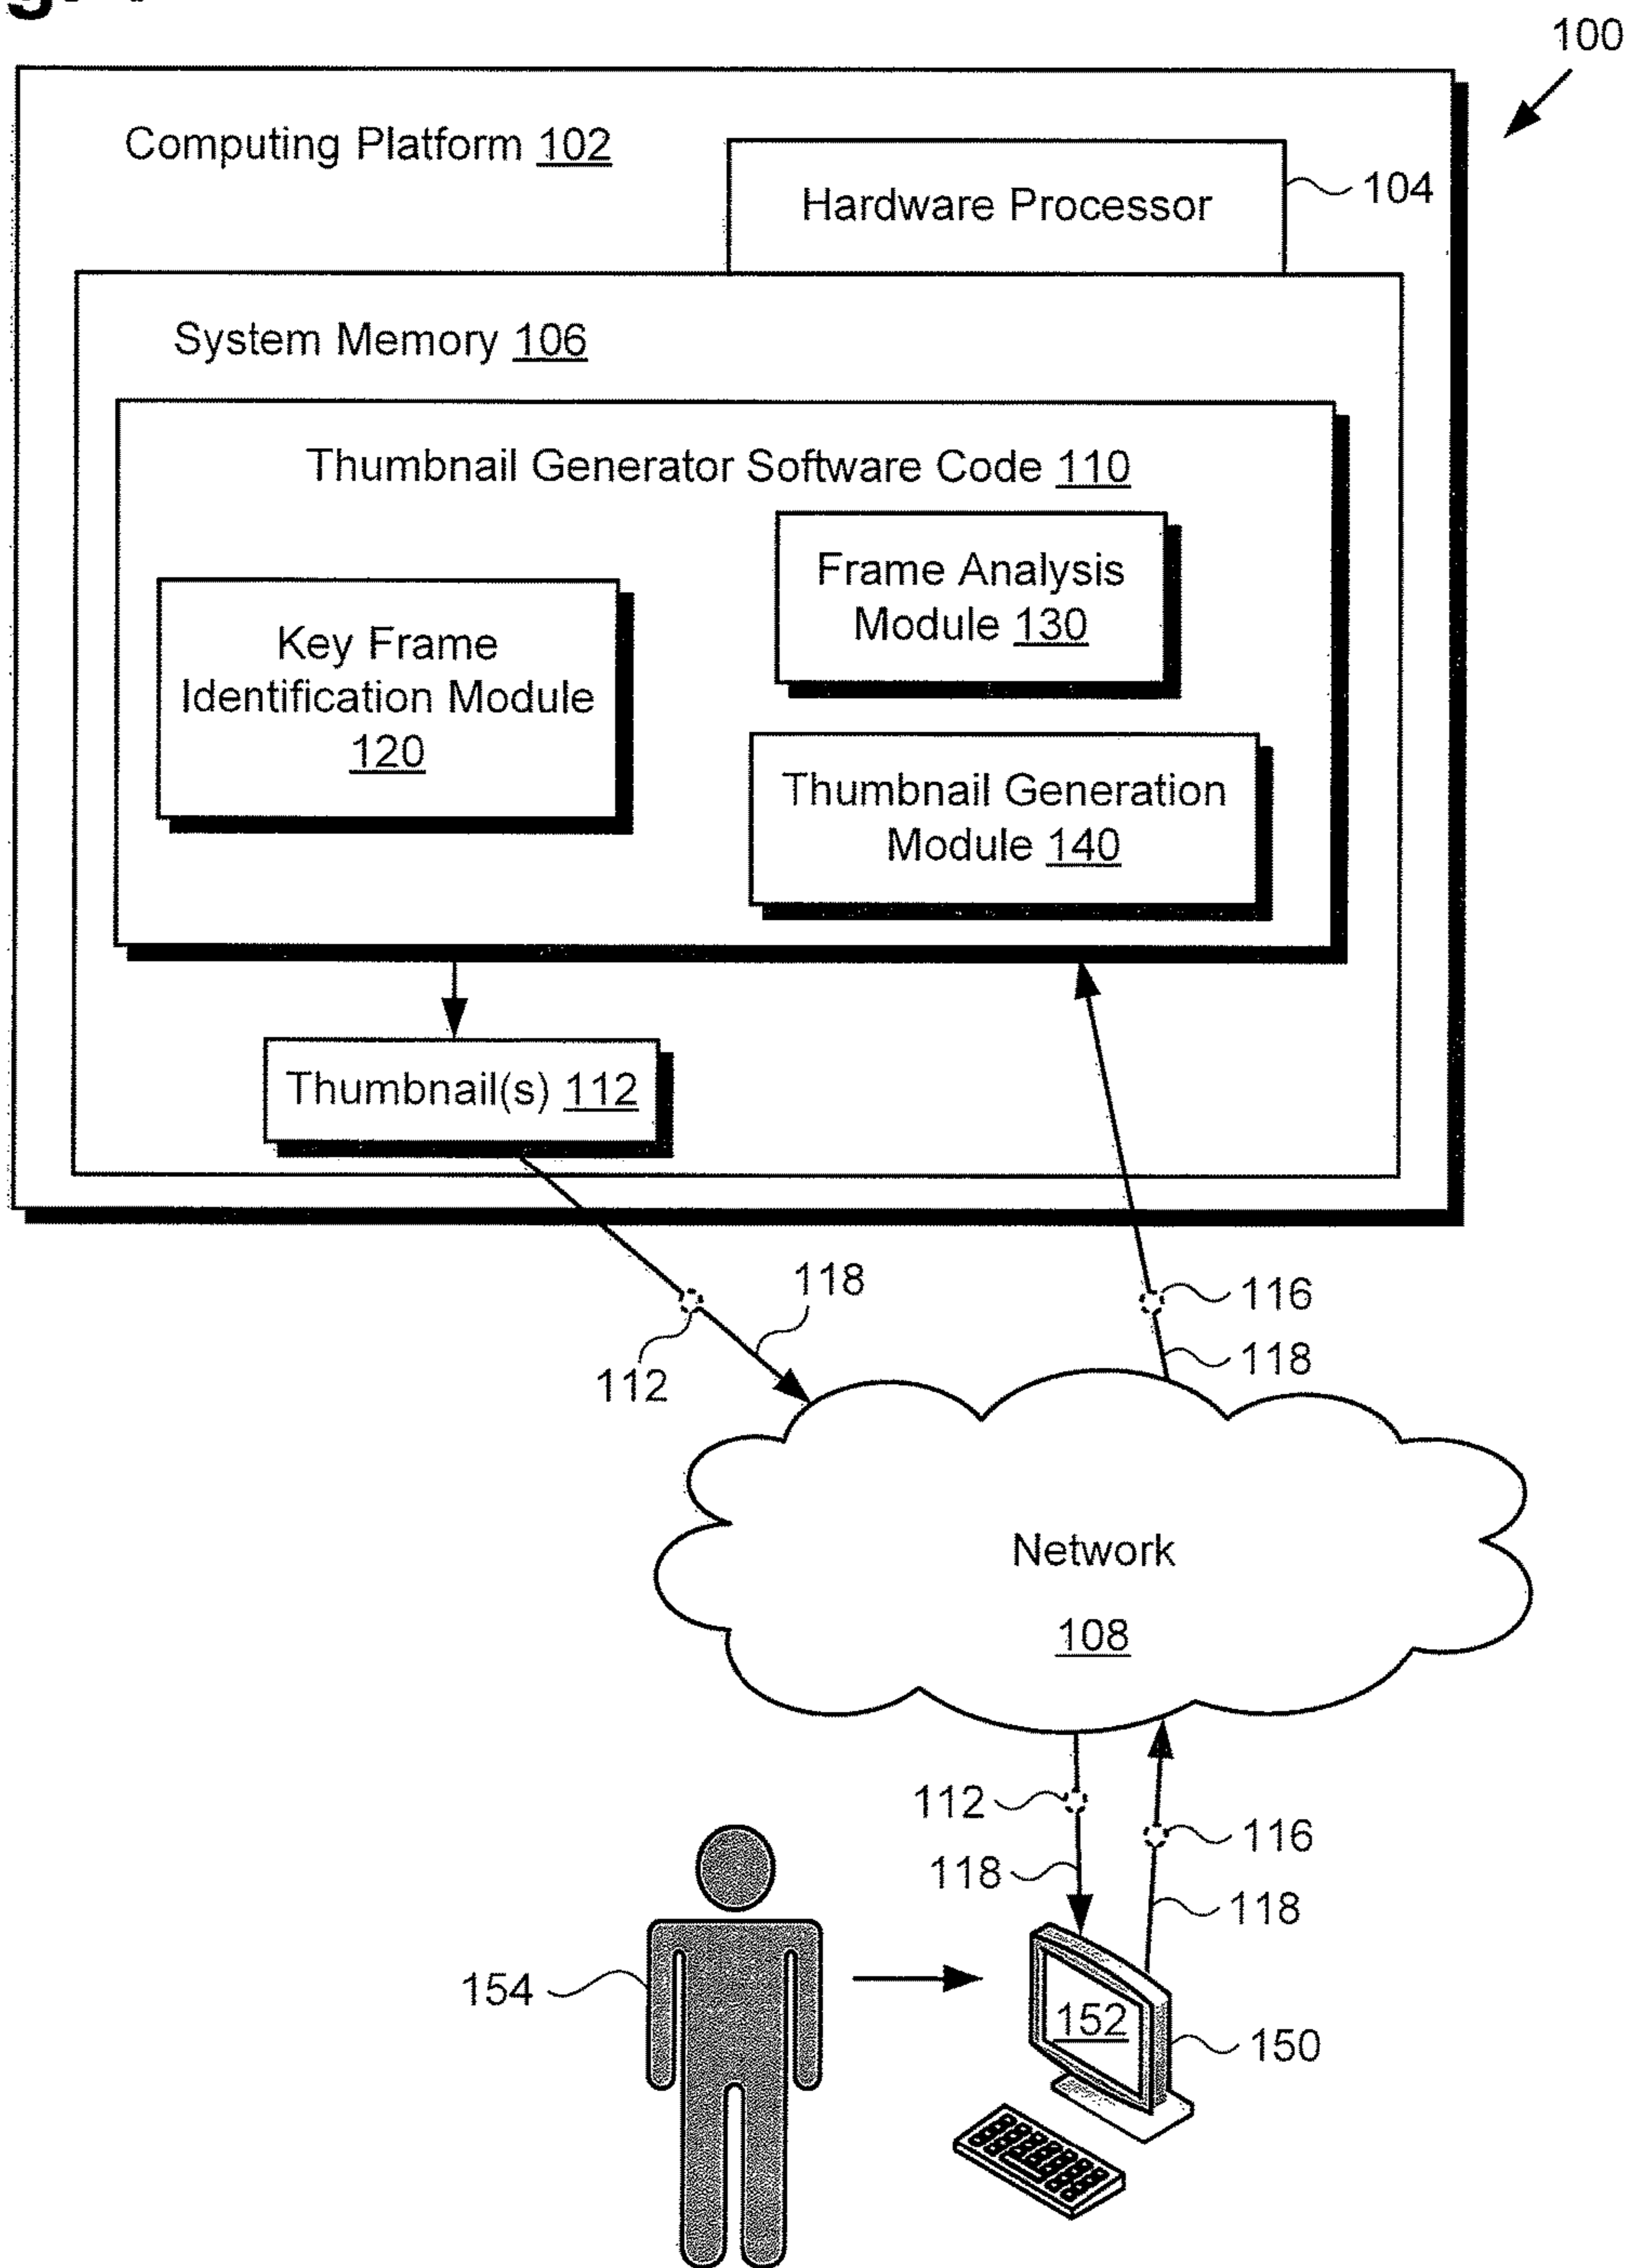 100
Computing Platform 102
Hardware Processor
104
System Memory 106
Thumbnail Generator Software Code 110
Frame Analysis
Module 130
Key Frame
Identification Module
120
Thumbnail Generation
Module 140
Thumbnail(s) 112
118
116
112
118
Network
108
112
116
118
118
154
152
150